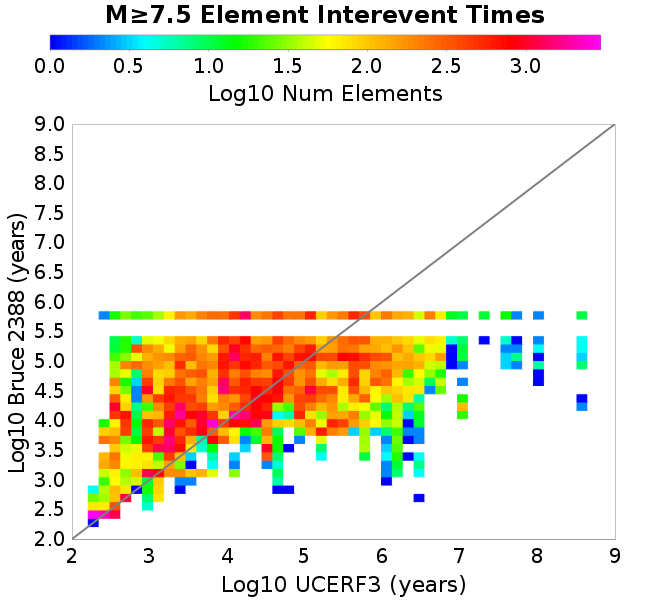 M≥7.5 Element Interevent Times
0.0 0.5 1.0 1.5 2.0 2.5 3.0
Log10 Num Elements
9.0
8.5
8.0
7.5
7.0
6.5
6.0
5.5
5.0
4.5
4.0
3.5
3.0
2.5
2.0
Log10 Bruce 2388 (years)
2 3 4 5 6 7 8 9
Log10 UCERF3 (years)